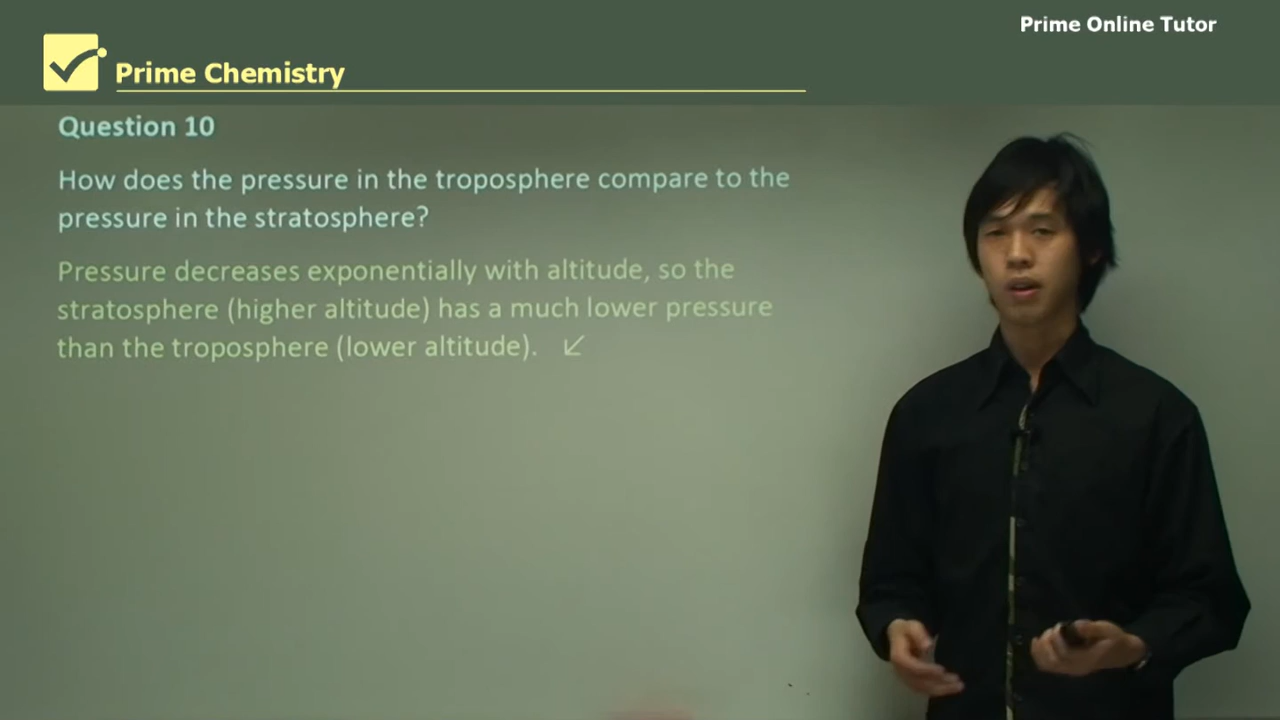 Prime Online Tutor
Prime Chemistry
Question 10
How does the pressure in the troposphere compare to the
pressure in the stratosphere?
Pressure decreases exponentially with altitude, so the
stratosphere (higher altitude) has a much lower pressure
than the troposphere (lower altitude).